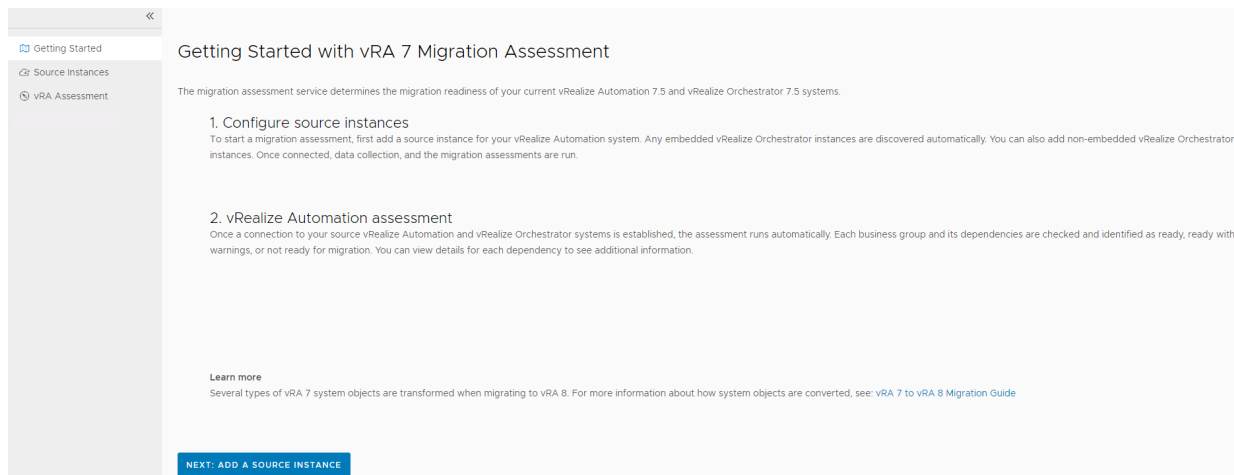 «
Getting Started
Source Instances
vRA Assessment
Getting Started with vRA 7 Migration Assessment
The migration assessment service determines the migration readiness of your current vRealize Automation 7.5 and vRealize Orchestrator 7.5 systems.
1. Configure source instances
To start a migration assessment, first add a source instance for your vRealize Automation system. Any embedded vRealize Orchestrator instances are discovered automatically. You can also add non-embedded vRealize Orchestrator
instances. Once connected, data collection, and the migration assessments are run.
2. vRealize Automation assessment
Once a connection to your source vRealize Automation and vRealize Orchestrator systems is established, the assessment runs automatically. Each business group and its dependencies are checked and identified as ready, ready with
warnings, or not ready for migration. You can view details for each dependency to see additional information.
Learn more
Several types of vRA 7 system objects are transformed when migrating to vRA 8. For more information about how system objects are converted, see: vRA 7 to vRA 8 Migration Guide
NEXT: ADD A SOURCE INSTANCE